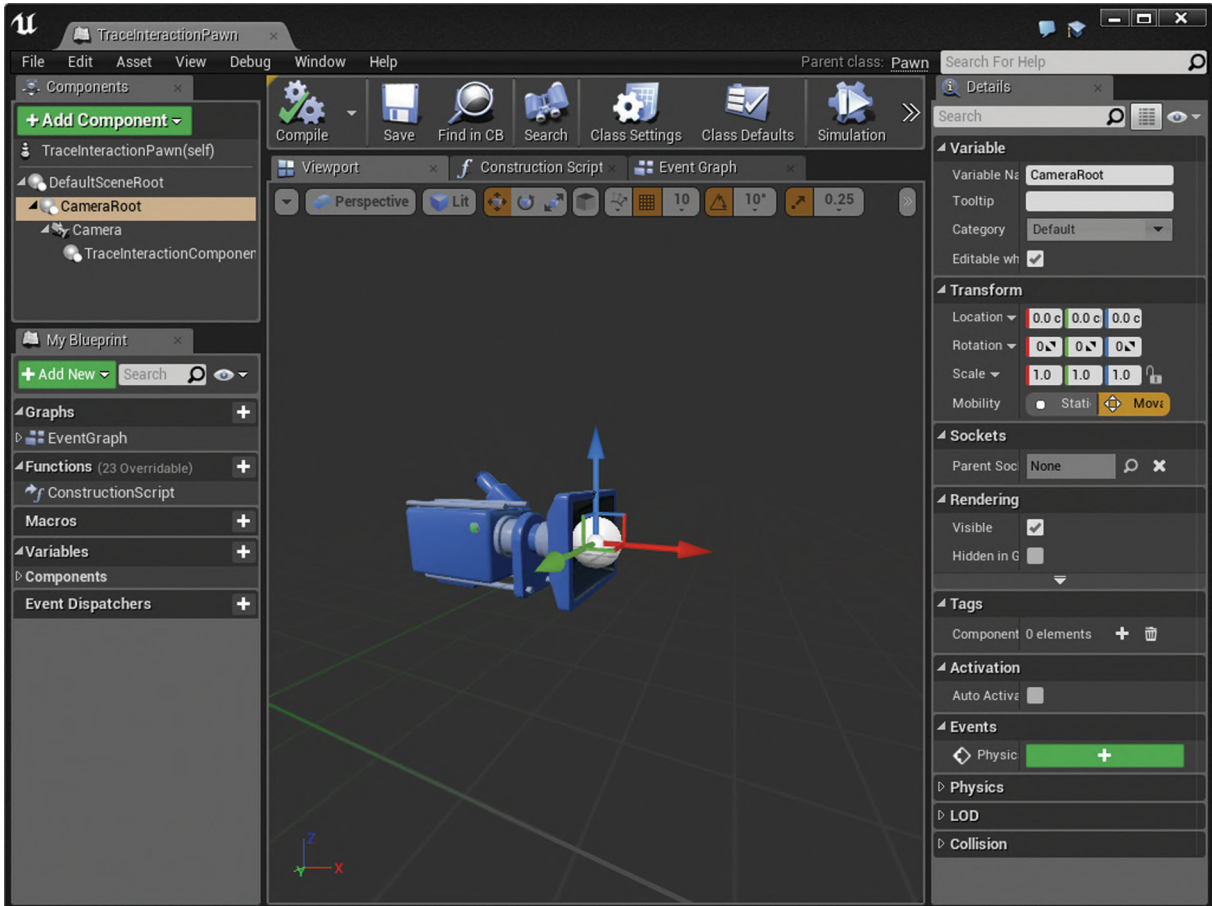 TraceInteractionPawn
File Edit Asset View Debug Window Help
Parent class: Pawn
Search For Help
Components
+Add Component
TraceInteractionPawn(self)
DefaultSceneRoot
CameraRoot
Camera
TraceInteractionComponen
My Blueprint
+Add New
Search
Graphs
EventGraph
Functions (23 Overridable)
ConstructionScript
Macros
Variables
Components
Event Dispatchers
Compile
Save
Find in CB
Search
Class Settings
Class Defaults
Simulation
Viewport
Construction Script
Event Graph
Perspective
Lit
10
10°
0.25
Z
X
Y
Details
Search
Variable
Variable Na CameraRoot
Tooltip
Category Default
Editable wh
Transform
Location 0.0 c 0.0 c 0.0 c
Rotation 0 0 0
Scale 1.0 1.0 1.0
Mobility Stati Mova
Sockets
Parent Soc None
Rendering
Visible
Hidden in G
Tags
Component 0 elements
Activation
Auto Activa
Events
Physic
Physics
LOD
Collision